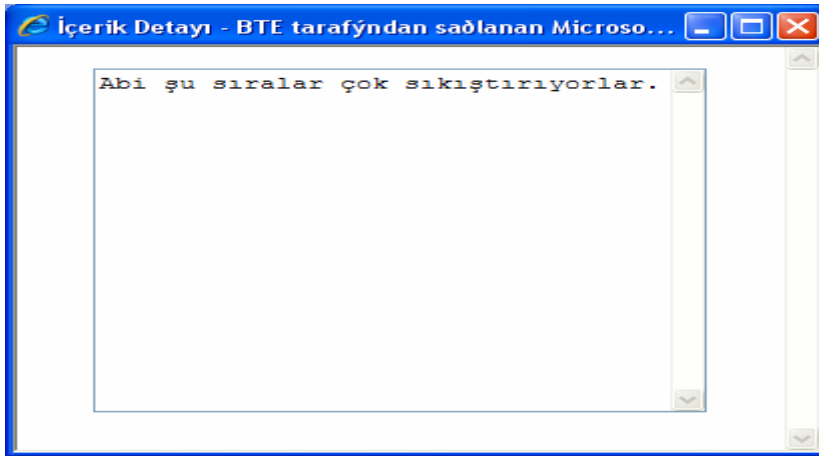 İçerik Detayı - BTE tarafýndan saðlanan Microso...
Abi şu sıralar çok sıkıştırıyorlar.